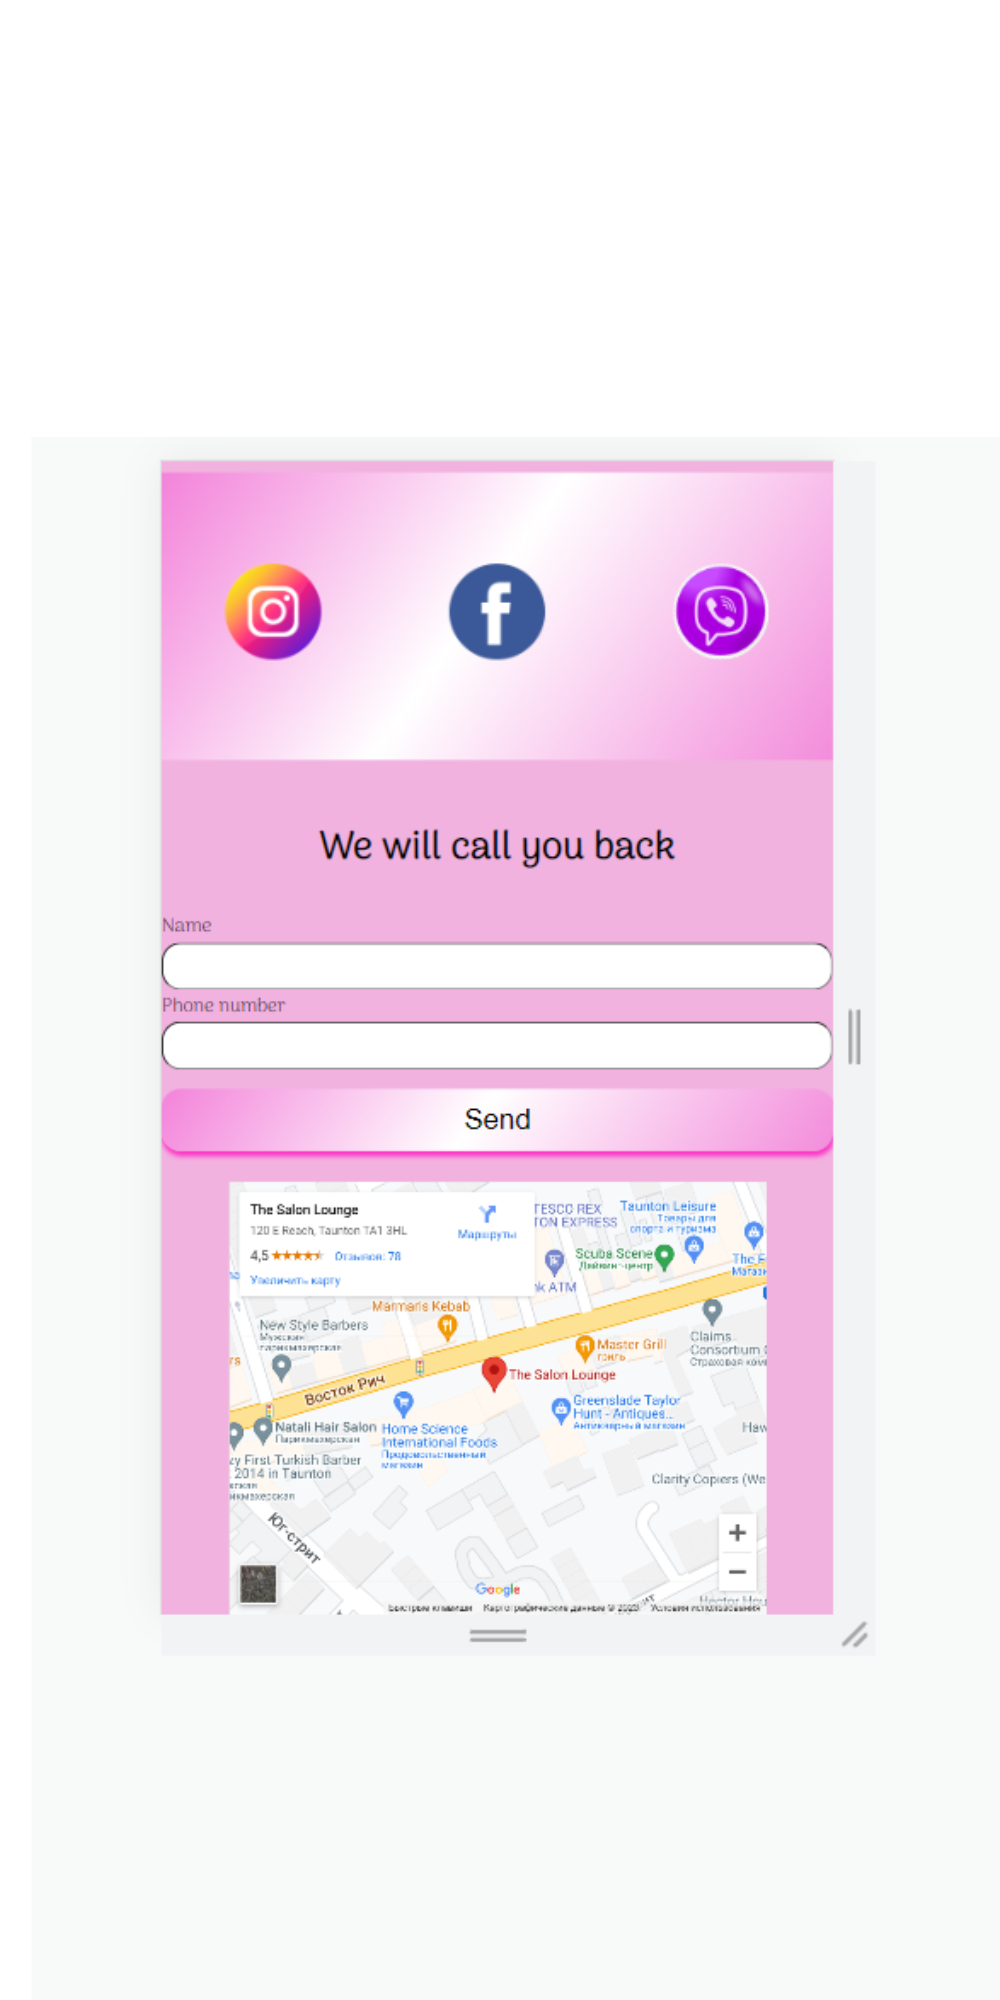 We will call you back
Name
Phone number
Send
The Salon Lounge
120 E Reach, Taunton TA1 3HL
Маршруты
4,5
Отзывов: 78
Увеличить карту
TESCO REX
TON EXPRESS
Taunton Leisure
Товары для
спорта и туризма
Scuba Scene
Дайвинг-центр
The F
Магази
nk ATM
Marmaris Kebab
New Style Barbers
Мужская
парикмахерская
Master Grill
гриль
Claims
Consortium
Страховая ком
The Salon Lounge
Восток Рич
Greenslade Taylor
Hunt - Antiques...
Антикварный магазин
Natali Hair Salon
Парикмахерская
Home Science
International Foods
Продовольственный
магазин
Haw
zy First Turkish Barber
2014 in Taunton
Clarity Copiers (We
Юг-стрит
Google
Быстрые клавиши
Картографические данные © 2023
Условия использования